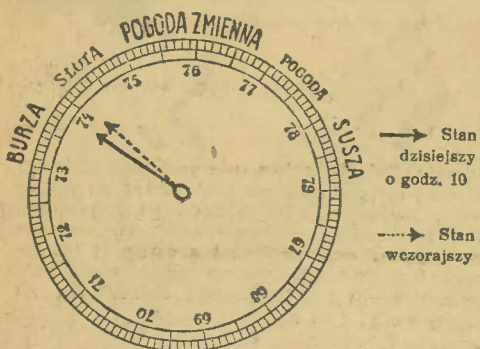 BURZA
SŁOTA
POGODA ZMIENNA
POGODA
SUSZA
73
74
75
76
77
78
79
67
68
69
70
71
72
Stan
dzisiejszy
o godz. 10
Stan
wczorajszy